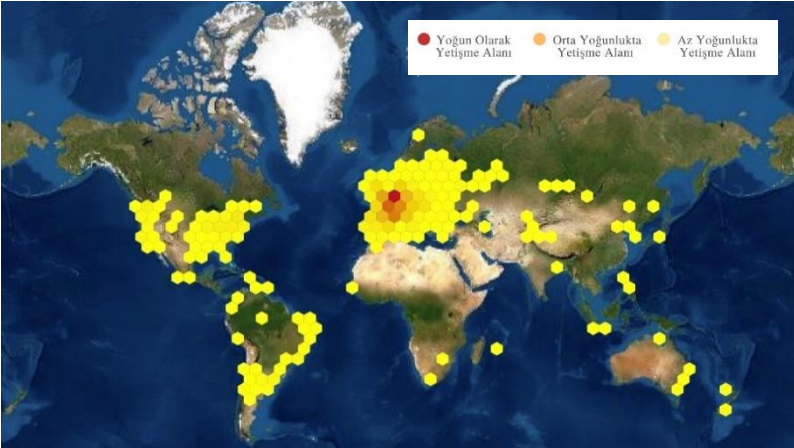 Yoğun Olarak
Yetişme Alanı
Orta Yoğunlukta
Yetişme Alanı
Az Yoğunlukta
Yetişme Alanı